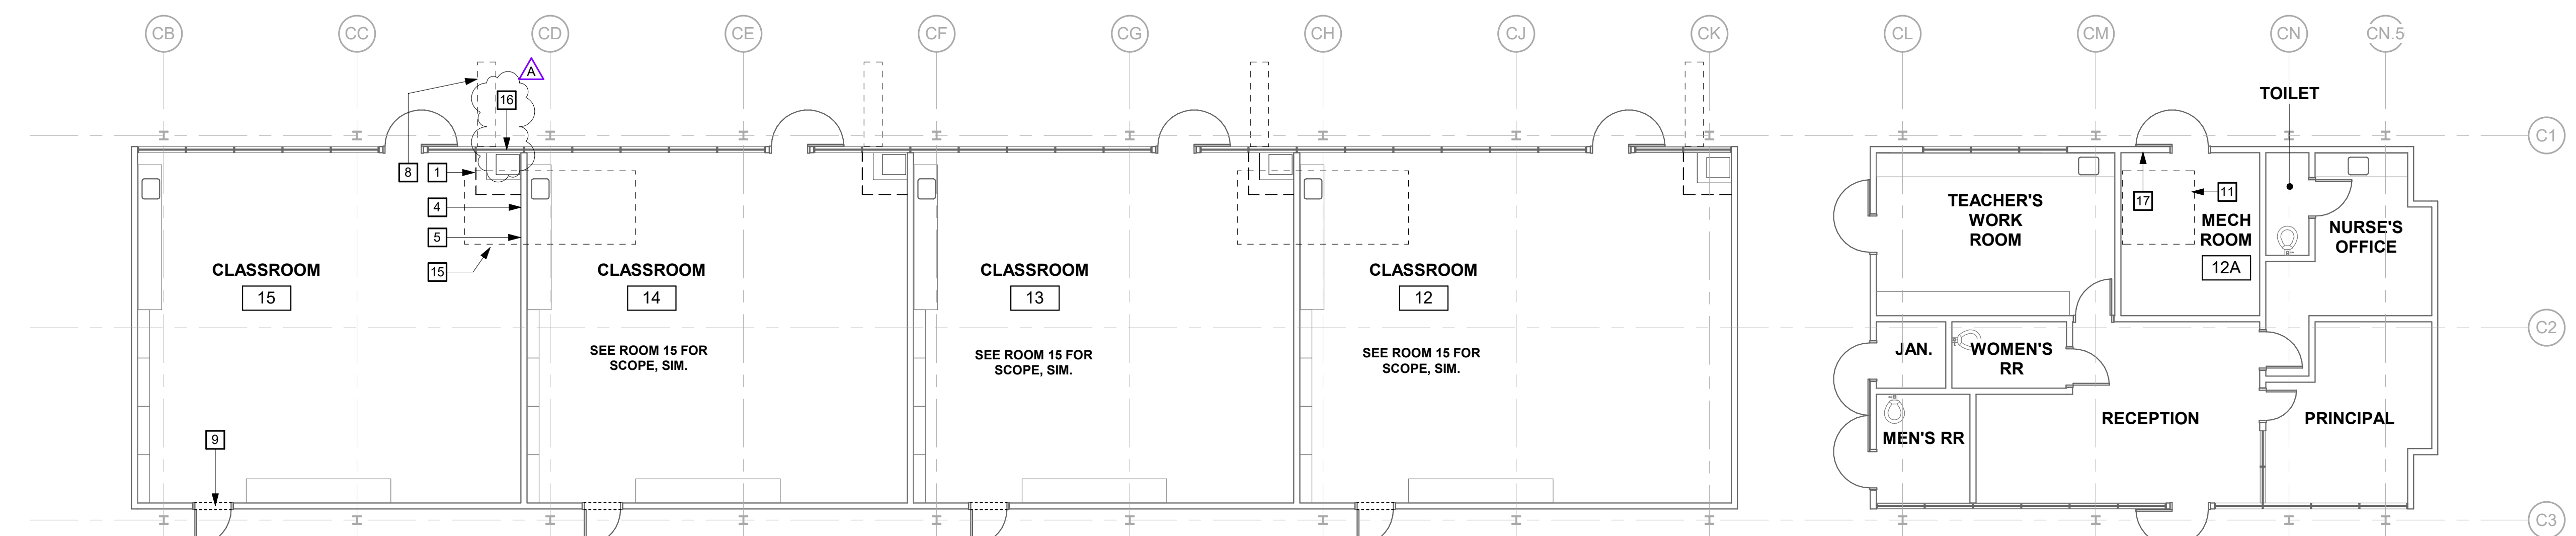 CB
CC
CD
CE
CF
CG
CH
CJ
CK
CL
CM
CN
CN.5
A
16
TOILET
C1
8
1
4
5
15
17
11
TEACHER'S
WORK
ROOM
MECH
ROOM
12A
NURSE'S
OFFICE
CLASSROOM
15
CLASSROOM
14
CLASSROOM
13
CLASSROOM
12
C2
SEE ROOM 15 FOR
SCOPE, SIM.
SEE ROOM 15 FOR
SCOPE, SIM.
SEE ROOM 15 FOR
SCOPE, SIM.
JAN.
WOMEN'S
RR
9
MEN'S RR
RECEPTION
PRINCIPAL
C3